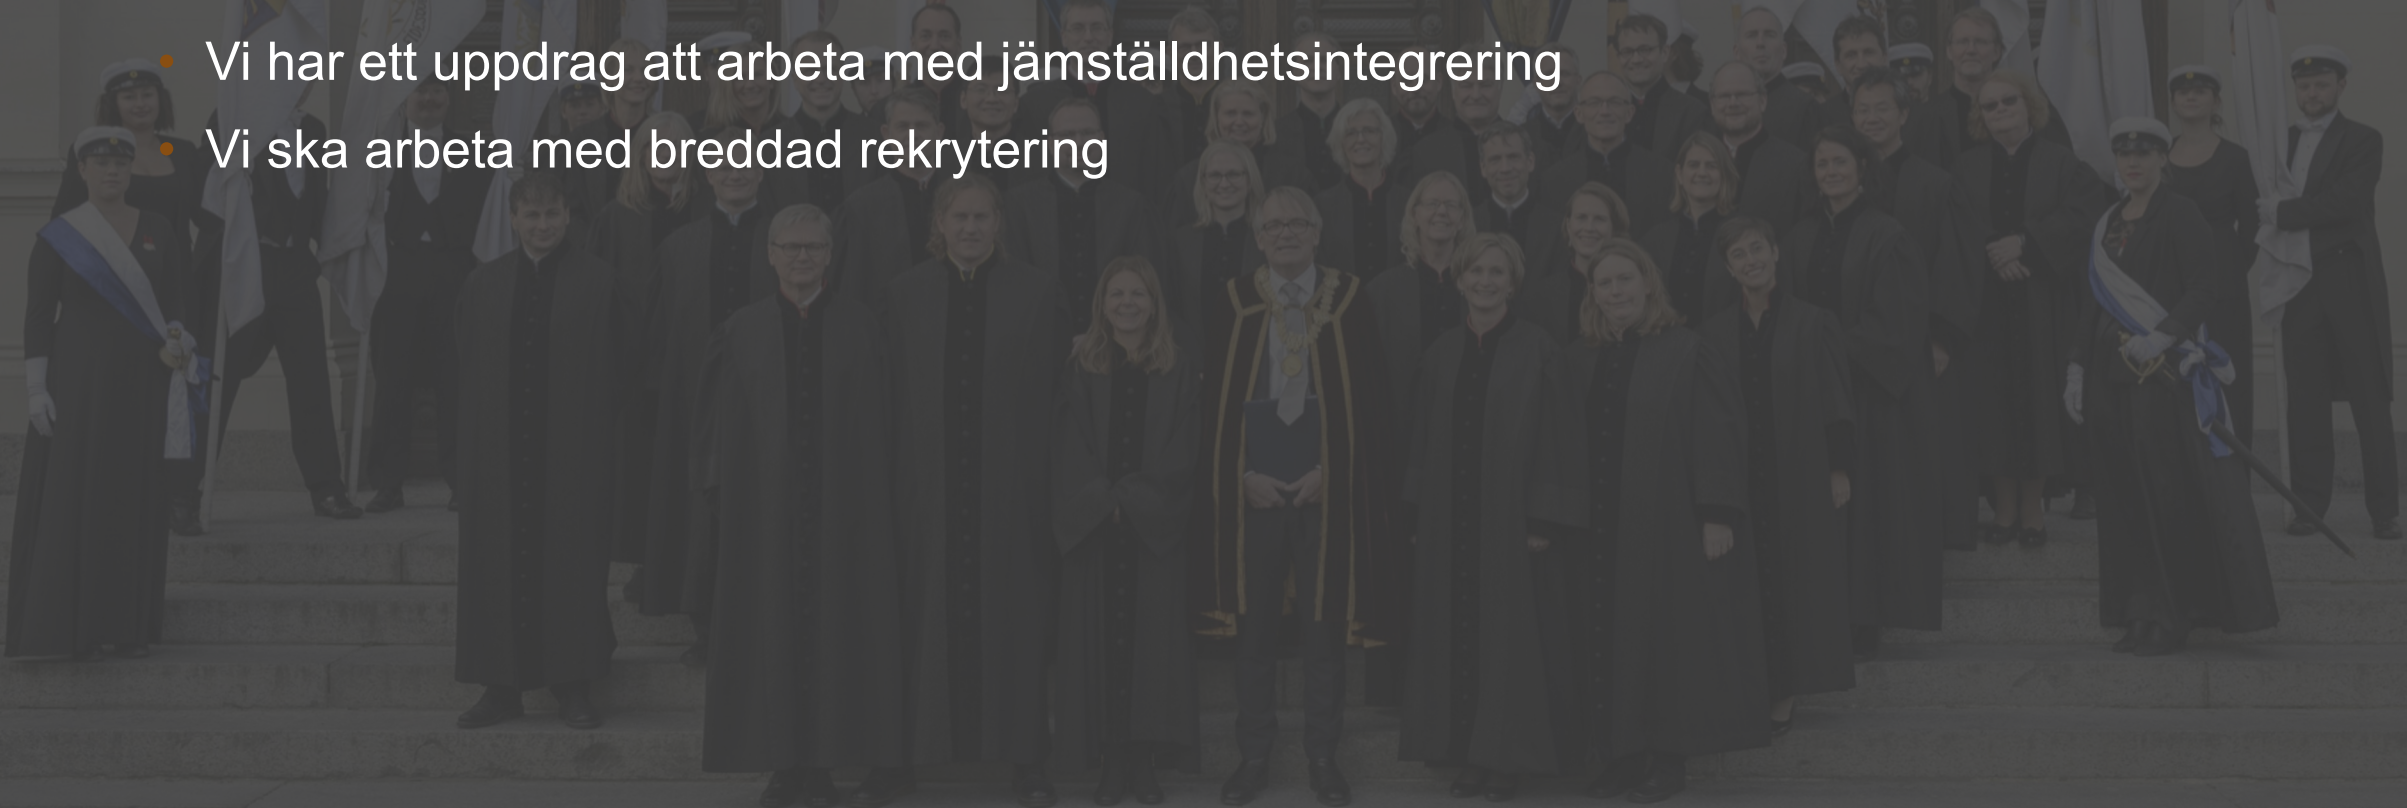 • Vi har ett uppdrag att arbeta med jämställdhetsintegrering
• Vi ska arbeta med breddad rekrytering